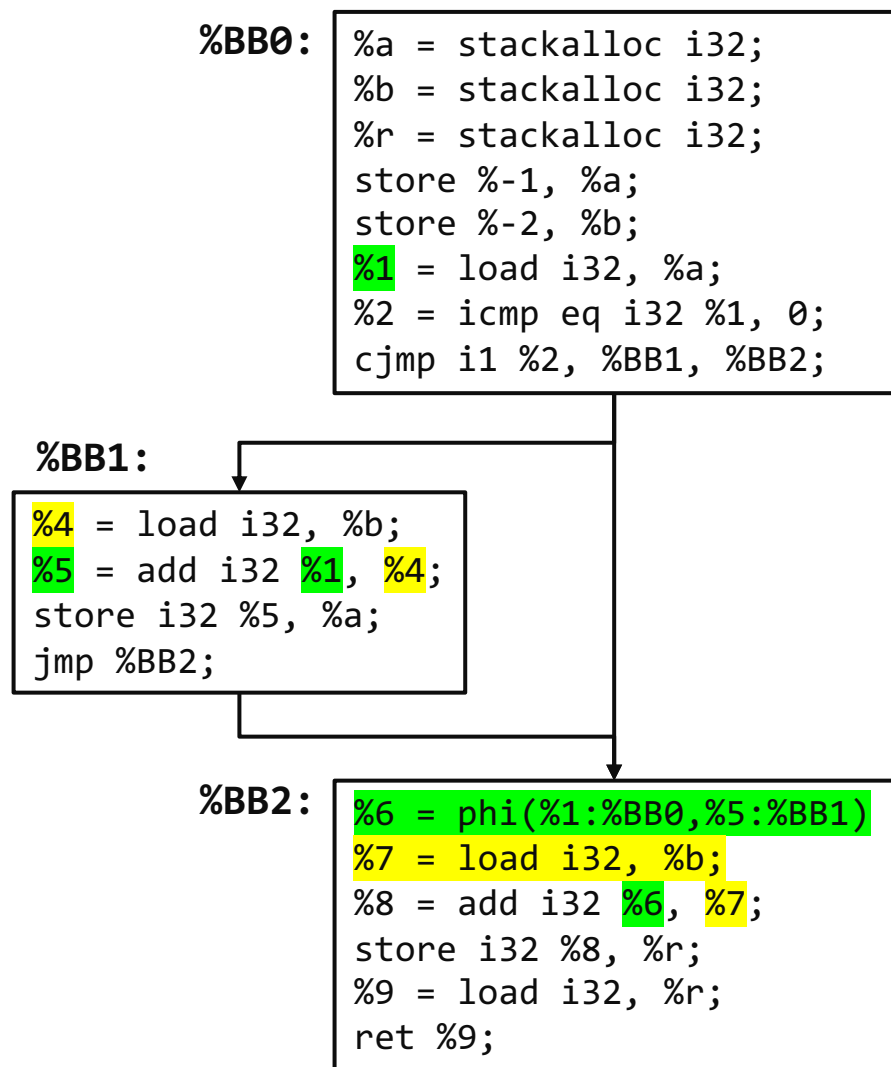 %BB0:
%a = stackalloc i32;
%b = stackalloc i32;
%r = stackalloc i32;
store %-1, %a;
store %-2, %b;
%1 = load i32, %a;
%2 = icmp eq i32 %1, 0;
cjmp i1 %2, %BB1, %BB2;
%BB1:
%4 = load i32, %b;
%5 = add i32 %1, %4;
store i32 %5, %a;
jmp %BB2;
%BB2:
%6 = phi(%1:%BB0,%5:%BB1)
%7 = load i32, %b;
%8 = add i32 %6, %7;
store i32 %8, %r;
%9 = load i32, %r;
ret %9;